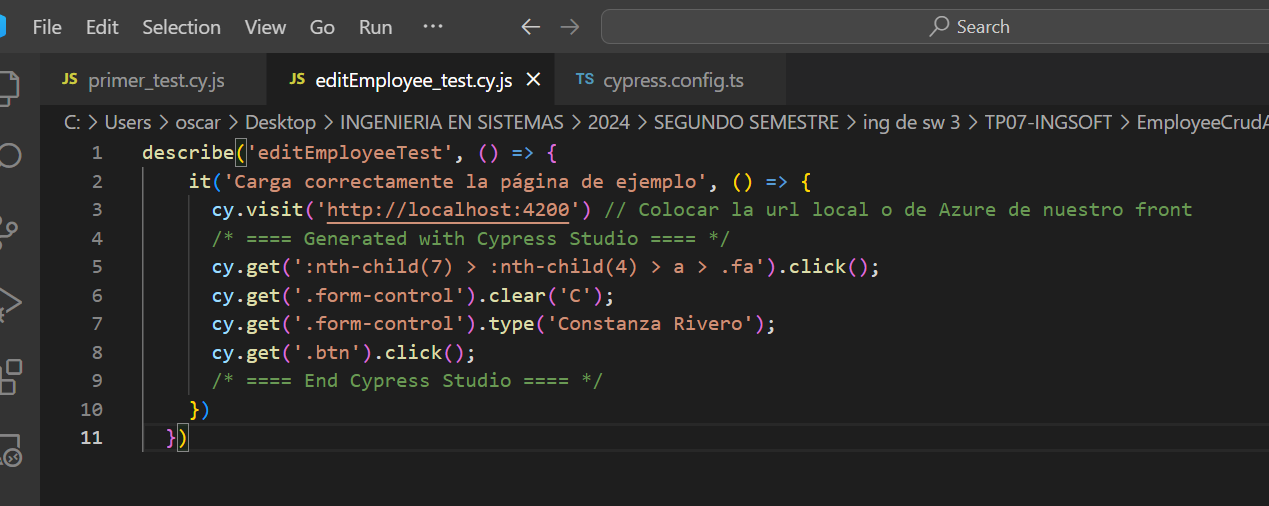 File Edit Selection View Go Run ··· Search
JS primer_test.cy.js JS editEmployee_test.cy.js TS cypress.config.ts
C: > Users > oscar > Desktop > INGENIERIA EN SISTEMAS > 2024 > SEGUNDO SEMESTRE > ing de sw 3 > TP07-INGSOFT > EmployeeCrudA
1 describe('editEmployeeTest', () => {
2 it('Carga correctamente la página de ejemplo', () => {
3 cy.visit('http://localhost:4200') // Colocar la url local o de Azure de nuestro front
4 /* ==== Generated with Cypress Studio ==== */
5 cy.get(':nth-child(7) > :nth-child(4) > a > .fa').click();
6 cy.get('.form-control').clear('C');
7 cy.get('.form-control').type('Constanza Rivero');
8 cy.get('.btn').click();
9 /* ==== End Cypress Studio ==== */
10 })
11 })